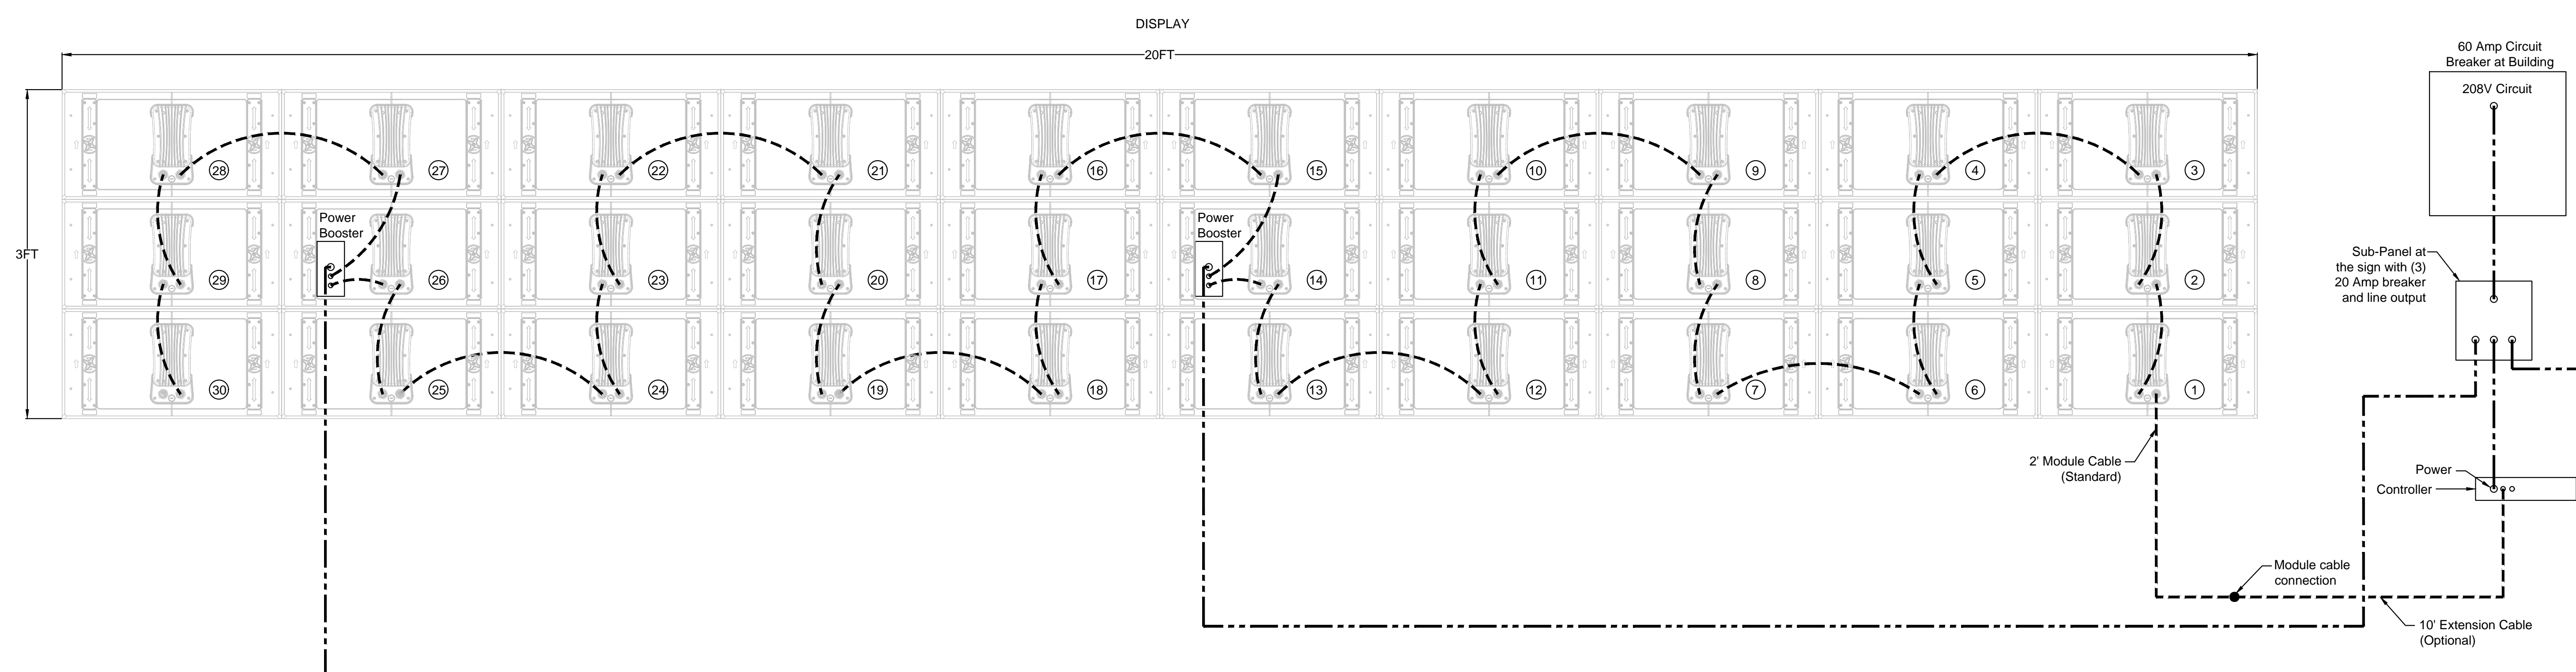 DISPLAY
20FT
60 Amp Circuit
Breaker at Building
208V Circuit
28
27
22
21
16
15
10
9
4
3
Power
Booster
Power
Booster
3FT
29
26
23
20
17
14
11
8
5
2
Sub-Panel at
the sign with (3)
20 Amp breaker
and line output
30
25
24
19
18
13
12
7
6
1
2' Module Cable
(Standard)
Power
Controller
Module cable
connection
10' Extension Cable
(Optional)